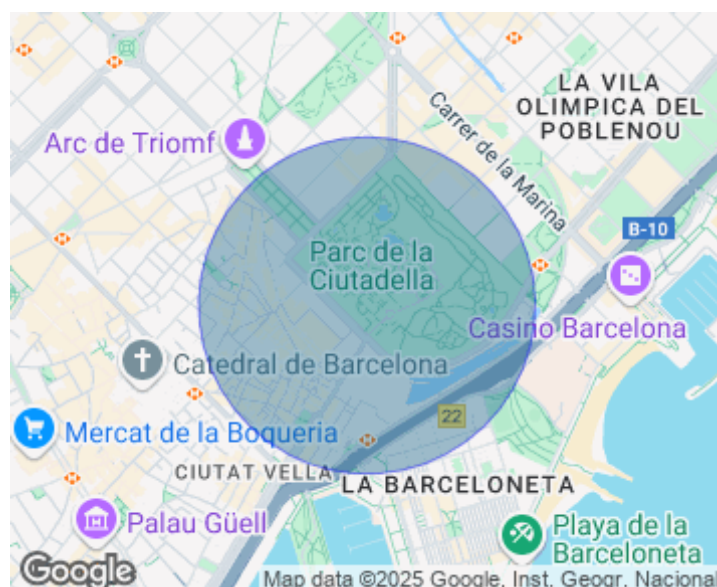 LA VILA
OLIMPICA DEL
POBLENOU
Carrer de la Marina
Arc de Triomf
B-10
Parc de la
Ciutadella
Casino Barcelona
Catedral de Barcelona
22
Mercat de la Boqueria
CIUTAT VELLA
LA BARCELONETA
Palau Güell
Playa de la
Barceloneta
Google
Map data ©2025 Google, Inst. Geogr. Nacional